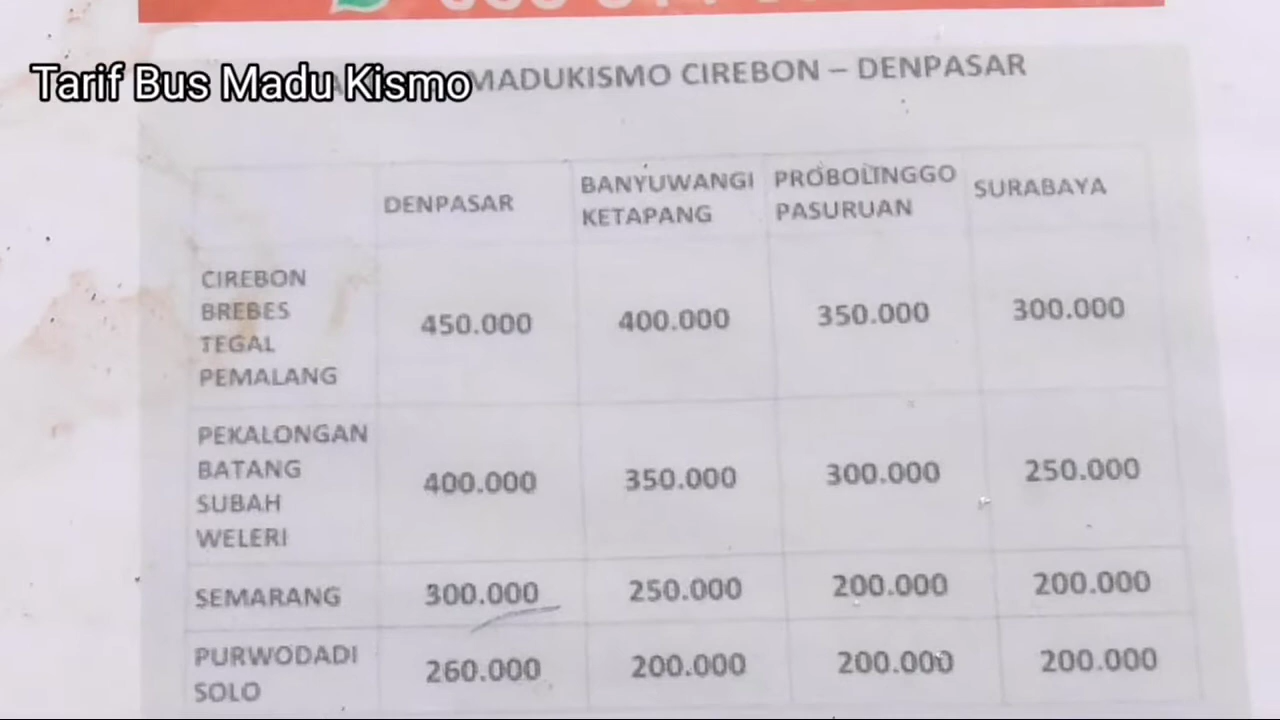 Tarif Bus Madu Kismo
MADUKISMO CIREBON – DENPASAR
DENPASAR
BANYUWANGI
KETAPANG
PROBOLINGGO
PASURUAN
SURABAYA
CIREBON
BREBES
TEGAL
PEMALANG
450.000
400.000
350.000
300.000
PEKALONGAN
BATANG
SUBAH
WELERI
400.000
350.000
300.000
250.000
SEMARANG
300.000
250.000
200.000
200.000
PURWODADI
SOLO
260.000
200.000
200.000
200.000